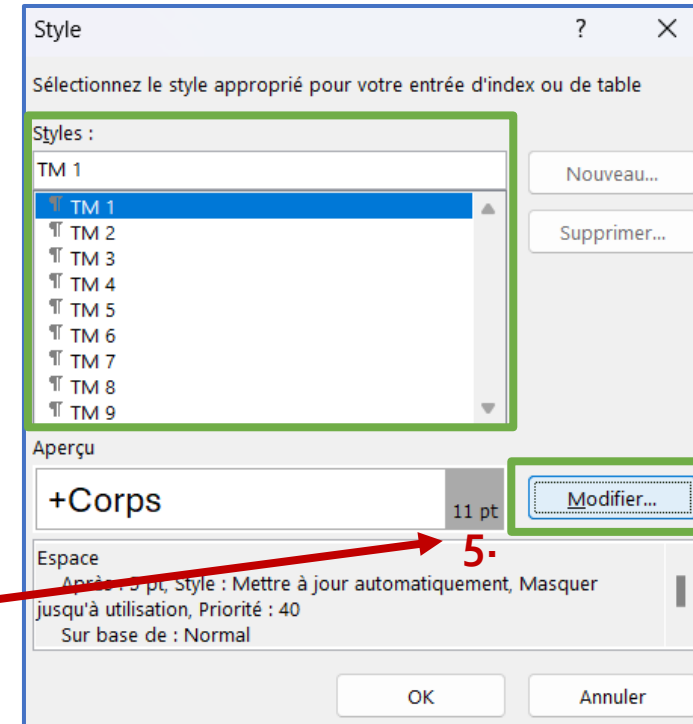 Style ? ✕
Sélectionnez le style approprié pour votre entrée d'index ou de table
Styles :
TM 1
Nouveau...
¶ TM 1
¶ TM 2
Supprimer...
¶ TM 3
¶ TM 4
¶ TM 5
¶ TM 6
¶ TM 7
¶ TM 8
¶ TM 9
Aperçu
+Corps
11 pt
Modifier...
5.
Espace
Après : 5 pt, Style : Mettre à jour automatiquement, Masquer
jusqu'à utilisation, Priorité : 40
Sur base de : Normal
OK
Annuler